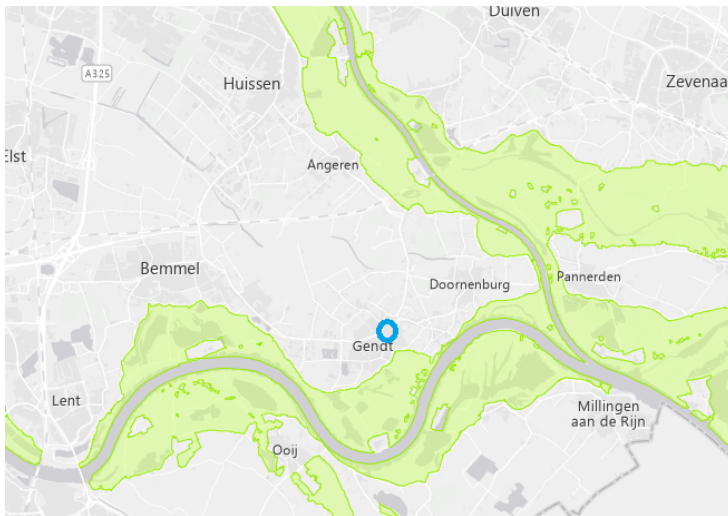 Duiven
A325
Huissen
Zevenaa
Elst
Angeren
Bemmel
Doornenburg
Pannerden
Gendt
Lent
Millingen
aan de Rijn
Ooij